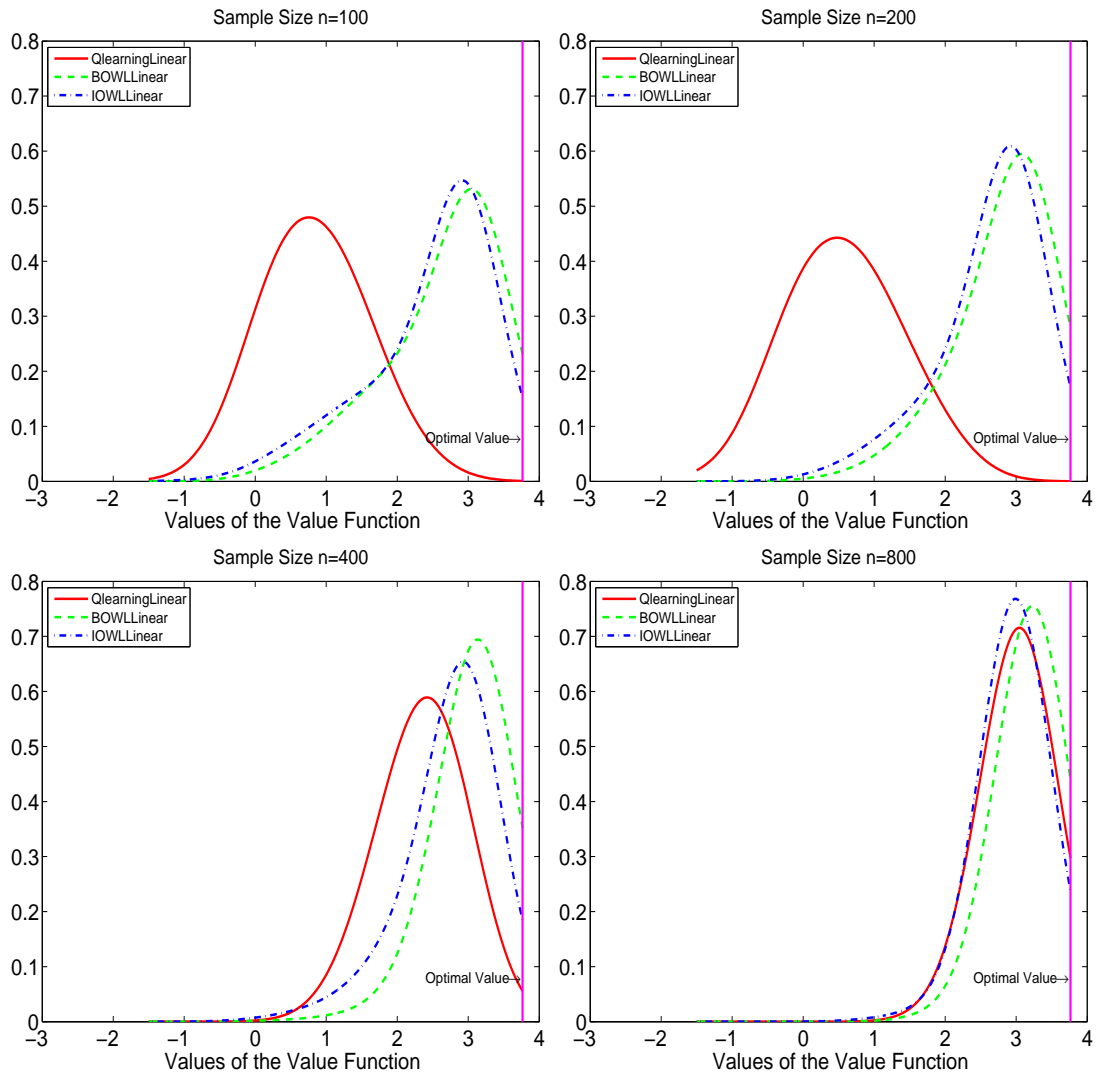 Sample Size n=100
0.8
0.7
0.6
0.5
0.4
0.3
0.2
0.1
0
QlearningLinear
BOWLLinear
IOWLLinear
Optimal Value→
−3 −2 −1 0 1 2 3 4
Values of the Value Function
Sample Size n=200
0.8
0.7
0.6
0.5
0.4
0.3
0.2
0.1
0
QlearningLinear
BOWLLinear
IOWLLinear
Optimal Value→
−3 −2 −1 0 1 2 3 4
Values of the Value Function
Sample Size n=400
0.8
0.7
0.6
0.5
0.4
0.3
0.2
0.1
0
QlearningLinear
BOWLLinear
IOWLLinear
Optimal Value→
−3 −2 −1 0 1 2 3 4
Values of the Value Function
Sample Size n=800
0.8
0.7
0.6
0.5
0.4
0.3
0.2
0.1
0
QlearningLinear
BOWLLinear
IOWLLinear
Optimal Value→
−3 −2 −1 0 1 2 3 4
Values of the Value Function